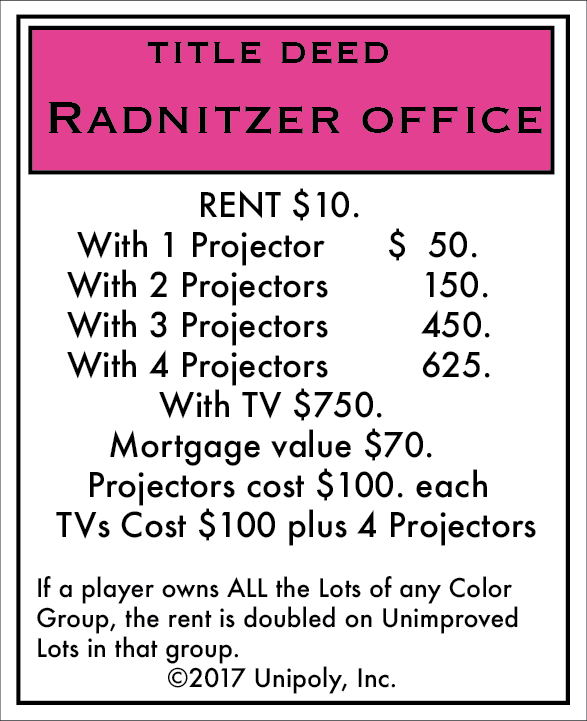 TITLE DEED
RADNITZER OFFICE
RENT $10.
With 1 Projector $ 50.
With 2 Projectors 150.
With 3 Projectors 450.
With 4 Projectors 625.
With TV $750.
Mortgage value $70.
Projectors cost $100. each
TVs Cost $100 plus 4 Projectors
If a player owns ALL the Lots of any Color
Group, the rent is doubled on Unimproved
Lots in that group.
©2017 Unipoly, Inc.